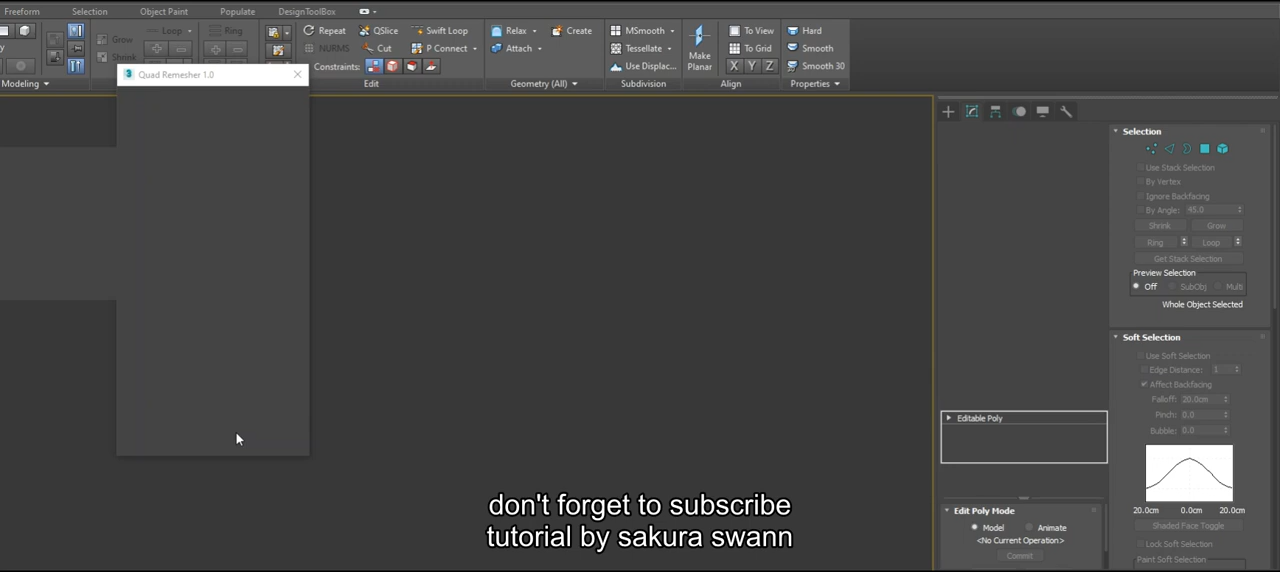 Freeform Selection Object Paint Populate DesignToolBox
Loop Ring Repeat QSlice Swift Loop Relax Create MSmooth To View Hard
Grow NURMS Cut P Connect Attach Tessellate Make Planar To Grid Smooth
Shrink Constraints: Use Displac... X Y Z Smooth 30
Modeling Edit Geometry (All) Subdivision Align Properties
3 Quad Remesher 1.0
Selection
Use Stack Selection
By Vertex
Ignore Backfacing
By Angle: 45.0
Shrink Grow
Ring Loop
Get Stack Selection
Preview Selection
Off SubObj Multi
Whole Object Selected
Soft Selection
Use Soft Selection
Edge Distance: 1
Affect Backfacing
Falloff: 20.0cm
Pinch: 0.0
Bubble: 0.0
20.0cm 0.0cm 20.0cm
Shaded Face Toggle
Lock Soft Selection
Paint Soft Selection
Editable Poly
Edit Poly Mode
Model Animate
<No Current Operation>
Commit
don't forget to subscribe
tutorial by sakura swann